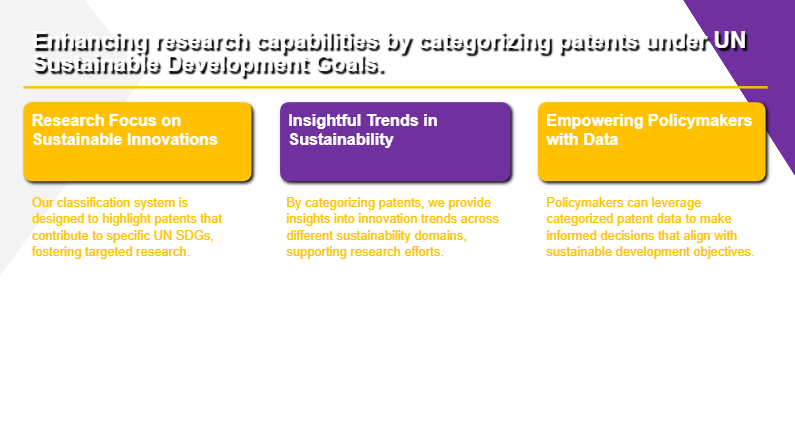 Enhancing research capabilities by categorizing patents under UN
Sustainable Development Goals.
Research Focus on
Sustainable Innovations
Our classification system is
designed to highlight patents that
contribute to specific UN SDGs,
fostering targeted research.
Insightful Trends in
Sustainability
By categorizing patents, we provide
insights into innovation trends across
different sustainability domains,
supporting research efforts.
Empowering Policymakers
with Data
Policymakers can leverage
categorized patent data to make
informed decisions that align with
sustainable development objectives.